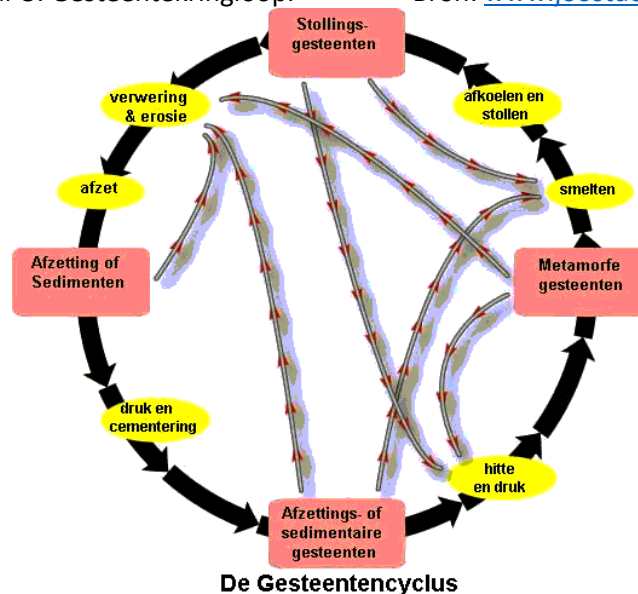 Stollings-
gesteenten
verwering
& erosie
afkoelen en
stollen
afzet
smelten
Afzetting of
Sedimenten
Metamorfe
gesteenten
druk en
cementering
hitte
en druk
Afzettings- of
sedimentaire
gesteenten
De Gesteentencyclus